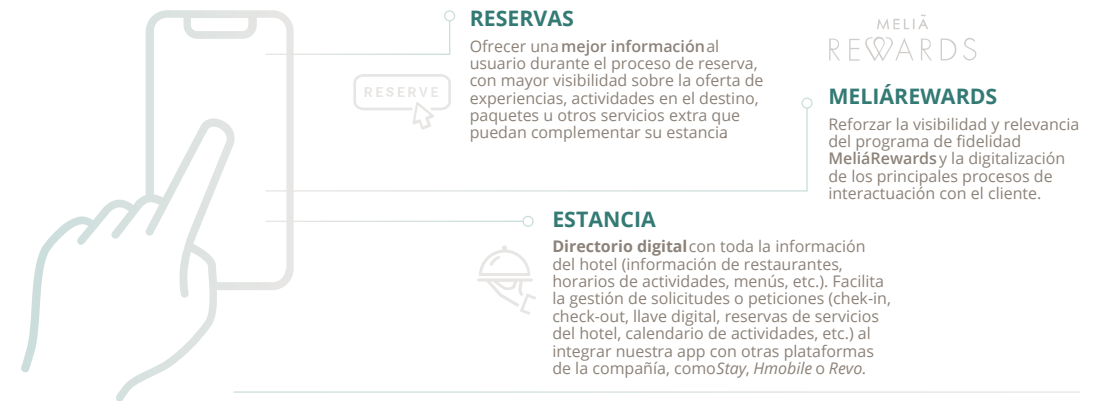 RESERVAS
Ofrecer una mejor información al
usuario durante el proceso de reserva,
con mayor visibilidad sobre la oferta de
experiencias, actividades en el destino,
paquetes u otros servicios extra que
puedan complementar su estancia
RESERVE
MELIÃ
REWARDS
MELIÁREWARDS
Reforzar la visibilidad y relevancia
del programa de fidelidad
MeliáRewards y la digitalización
de los principales procesos de
interactuación con el cliente.
ESTANCIA
Directorio digital con toda la información
del hotel (información de restaurantes,
horarios de actividades, menús, etc.). Facilita
la gestión de solicitudes o peticiones (chek-in,
check-out, llave digital, reservas de servicios
del hotel, calendario de actividades, etc.) al
integrar nuestra app con otras plataformas
de la compañía, como Stay, Hmobile o Revo.